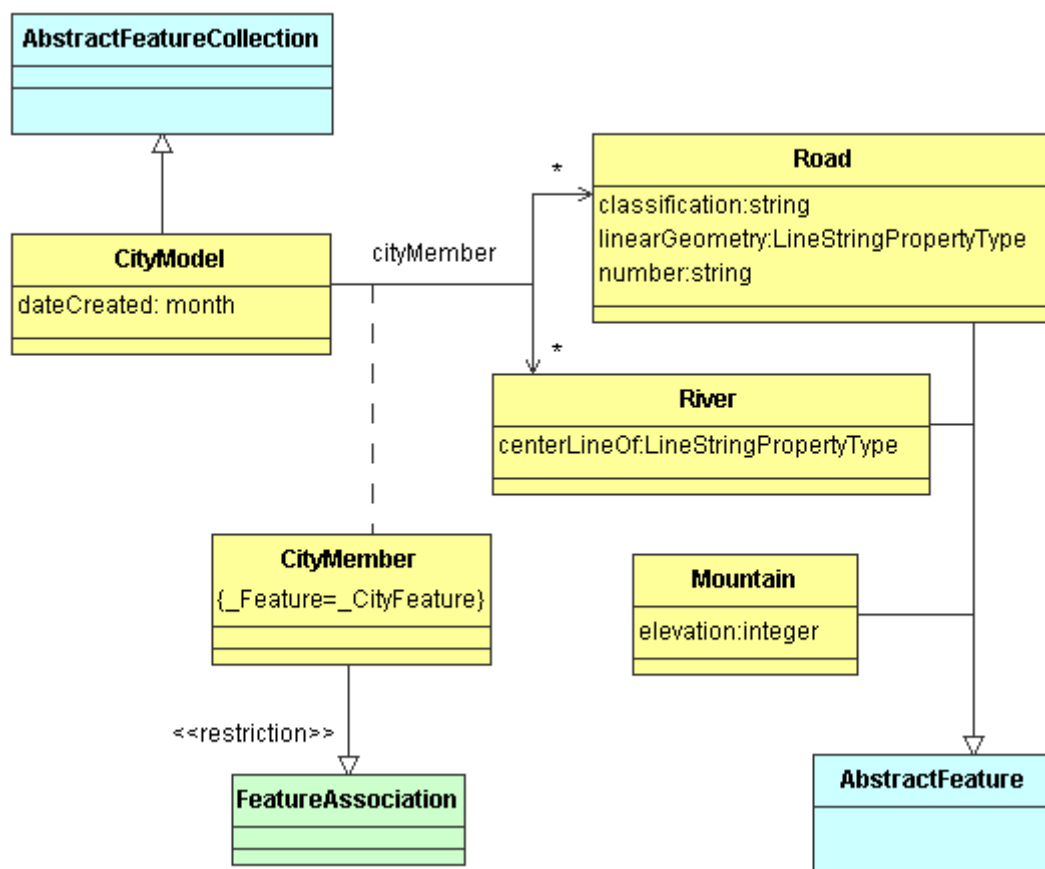 AbstractFeatureCollection
CityModel
dateCreated: month
cityMember
*
*
Road
classification:string
linearGeometry:LineStringPropertyType
number:string
River
centerLineOf:LineStringPropertyType
CityMember
{_Feature=_CityFeature}
Mountain
elevation:integer
<<restriction>>
FeatureAssociation
AbstractFeature